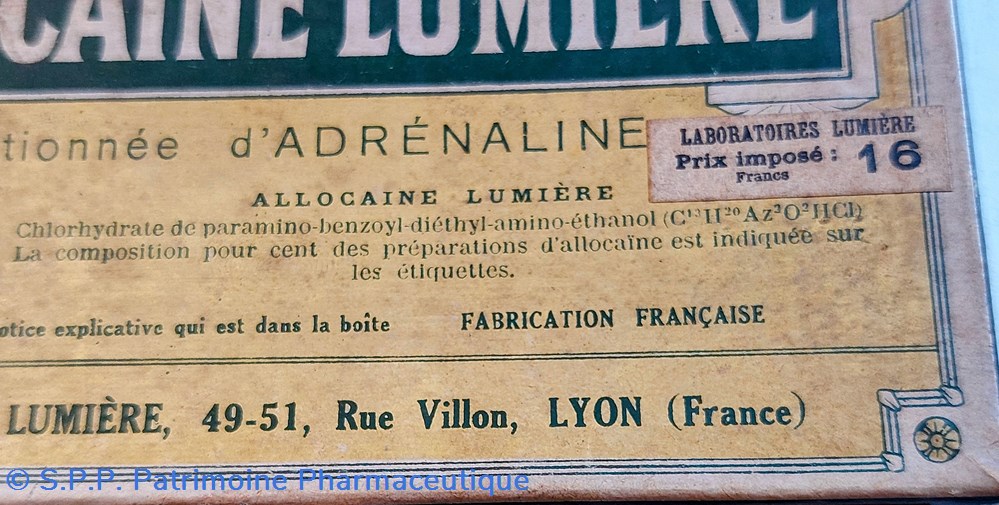 CAINE LUMIÈRE
tionnée d'ADRÉNALINE
LABORATOIRES LUMIÈRE
Prix imposé : 16
Francs
ALLOCAINE LUMIÈRE
Chlorhydrate de paramino-benzoyl-diéthyl-amino-éthanol (C¹³H²⁰Az²O²HCl)
La composition pour cent des préparations d'allocaïne est indiquée sur
les étiquettes.
otice explicative qui est dans la boîte
FABRICATION FRANÇAISE
LUMIÈRE, 49-51, Rue Villon, LYON (France)
© S.P.P. Patrimoine Pharmaceutique